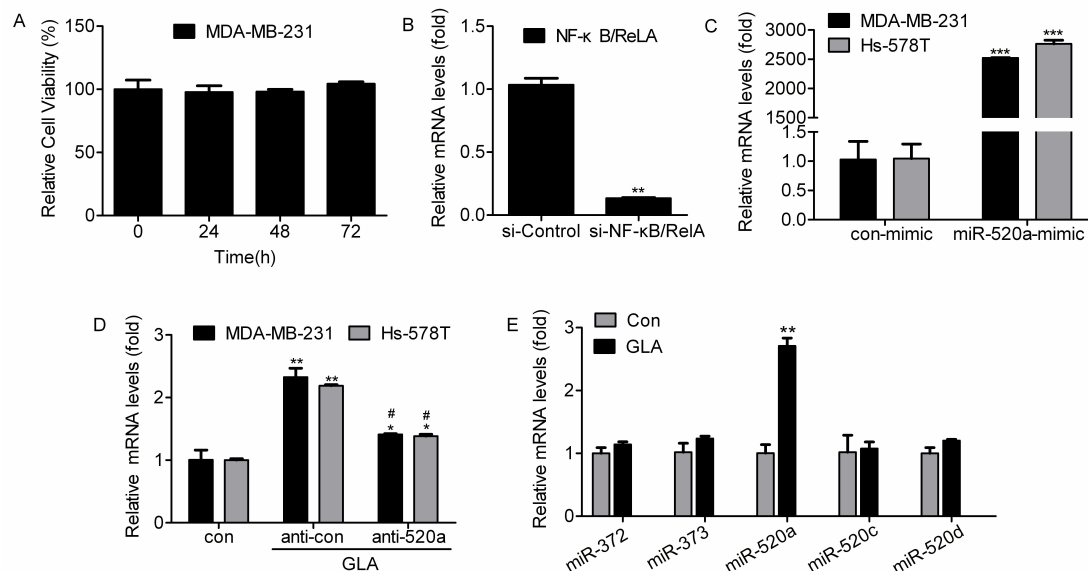 A
Relative Cell Viability (%)
150
100
50
0
MDA-MB-231
0 24 48 72
Time(h)
B
Relative mRNA levels (fold)
1.5
1.0
0.5
0.0
NF-κ B/ReLA
**
si-Control si-NF-κB/RelA
C
Relative mRNA levels (fold)
MDA-MB-231
Hs-578T
3000
2500
2000
1500
1.5
1.0
0.5
0.0
*** ***
con-mimic miR-520a-mimic
D
Relative mRNA levels (fold)
3
2
1
0
MDA-MB-231 Hs-578T
** **
# #
* *
con anti-con anti-520a
GLA
E
Relative mRNA levels (fold)
3
2
1
0
Con
GLA
**
miR-372 miR-373 miR-520a miR-520c miR-520d